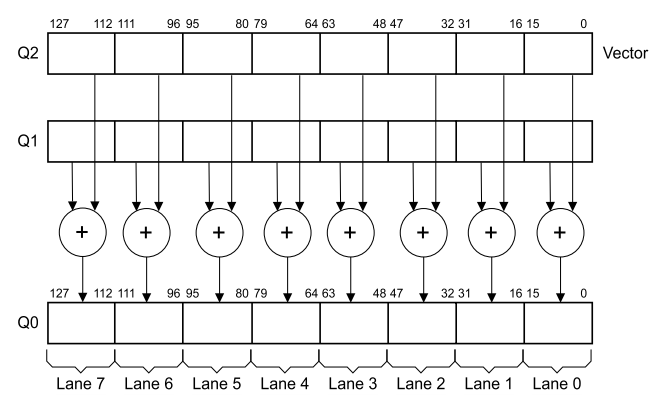 127 112 111 96 95 80 79 64 63 48 47 32 31 16 15 0
Q2 Vector
Q1
+ + + + + + + +
127 112 111 96 95 80 79 64 63 48 47 32 31 16 15 0
Q0
Lane 7 Lane 6 Lane 5 Lane 4 Lane 3 Lane 2 Lane 1 Lane 0